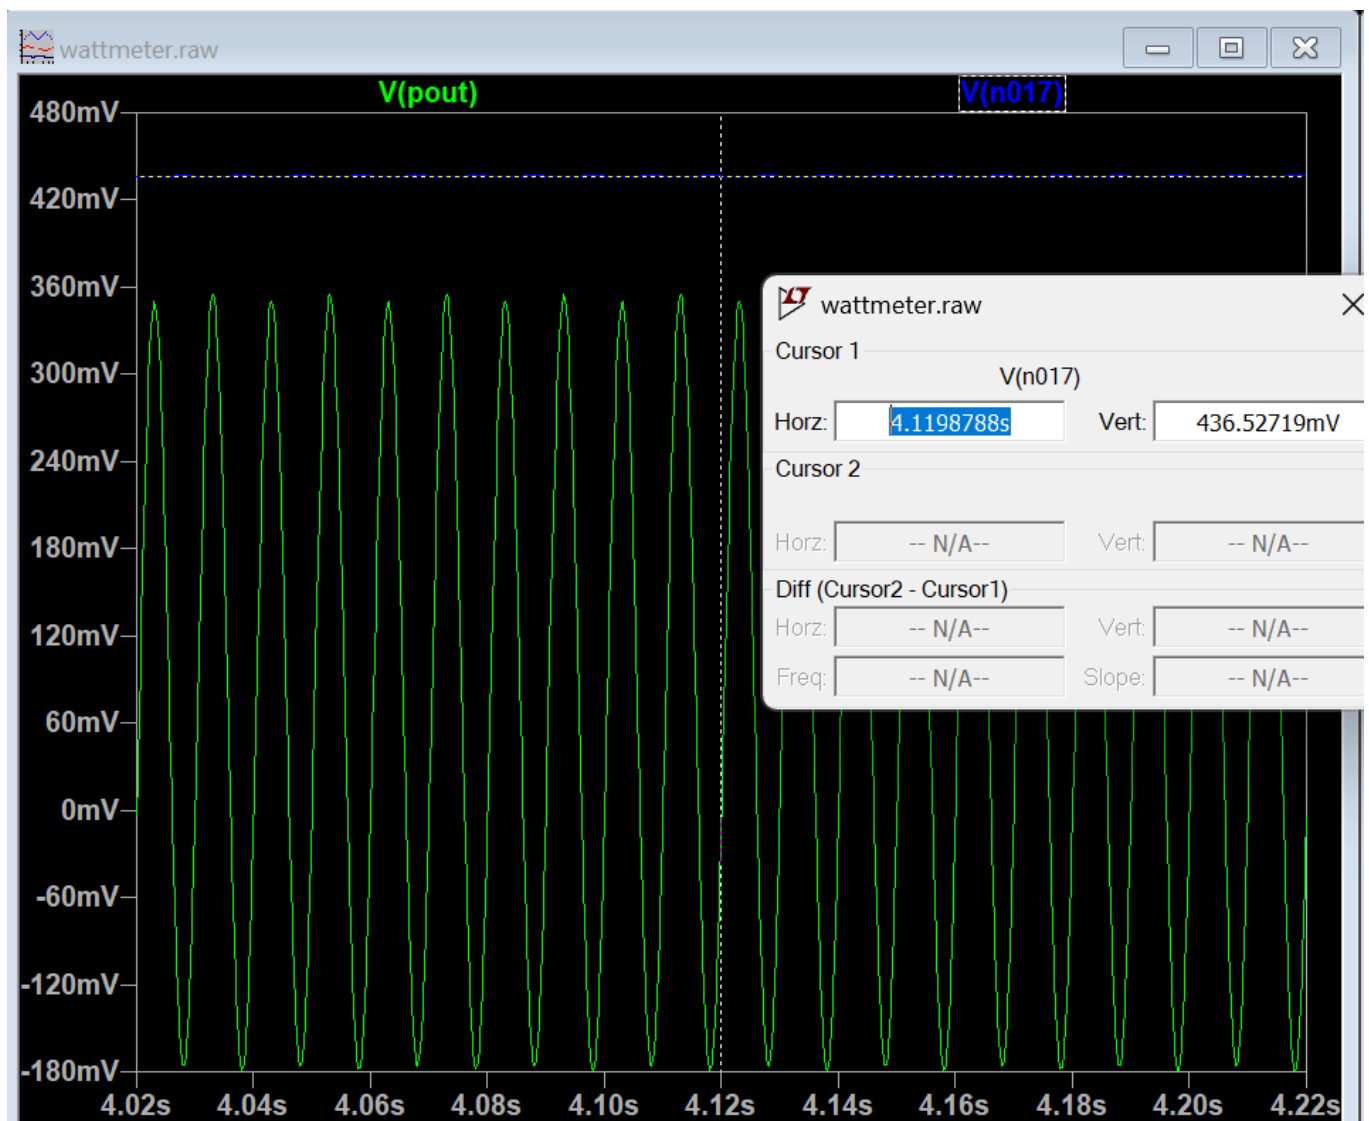 wattmeter.raw
V(pout) V(n017)
480mV
420mV
360mV
300mV
240mV
180mV
120mV
60mV
0mV
-60mV
-120mV
-180mV
4.02s 4.04s 4.06s 4.08s 4.10s 4.12s 4.14s 4.16s 4.18s 4.20s 4.22s
wattmeter.raw
Cursor 1
V(n017)
Horz: 4.1198788s Vert: 436.52719mV
Cursor 2
Horz: -- N/A-- Vert: -- N/A--
Diff (Cursor2 - Cursor1)
Horz: -- N/A-- Vert: -- N/A--
Freq: -- N/A-- Slope: -- N/A--